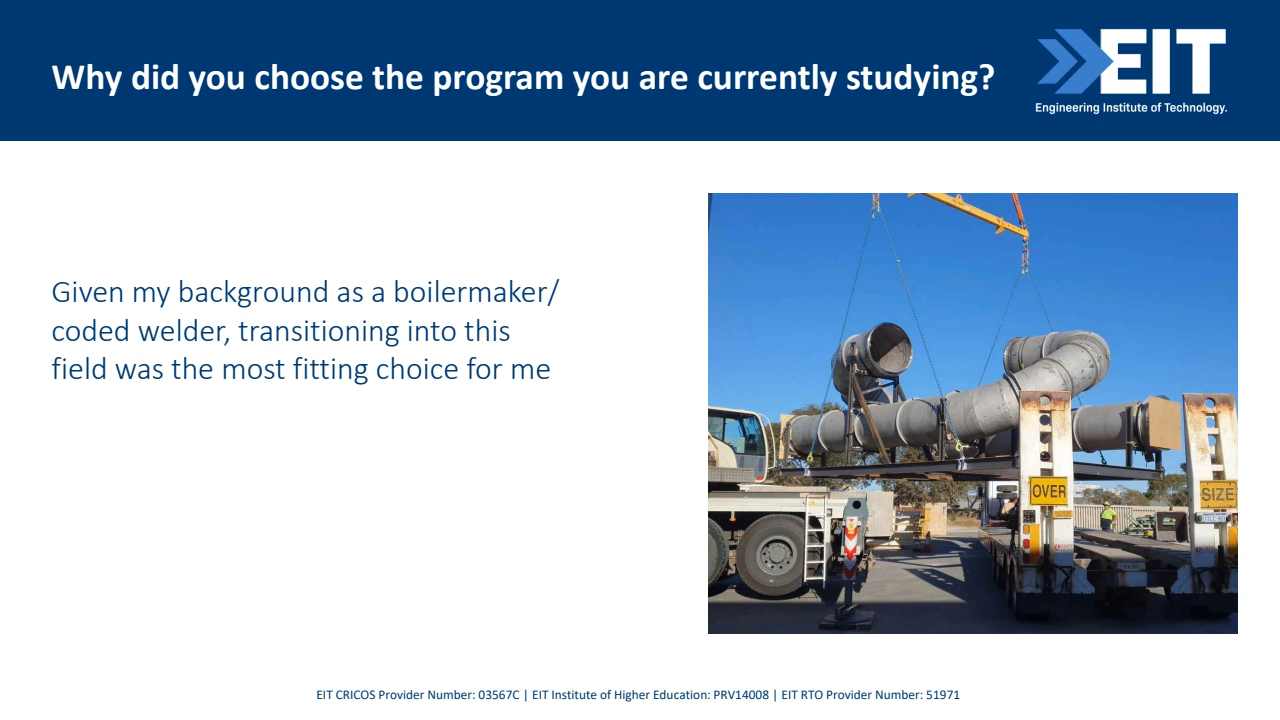 Why did you choose the program you are currently studying?
EIT
Engineering Institute of Technology.
Given my background as a boilermaker/
coded welder, transitioning into this
field was the most fitting choice for me
OVER
SIZE
EIT CRICOS Provider Number: 03567C | EIT Institute of Higher Education: PRV14008 | EIT RTO Provider Number: 51971